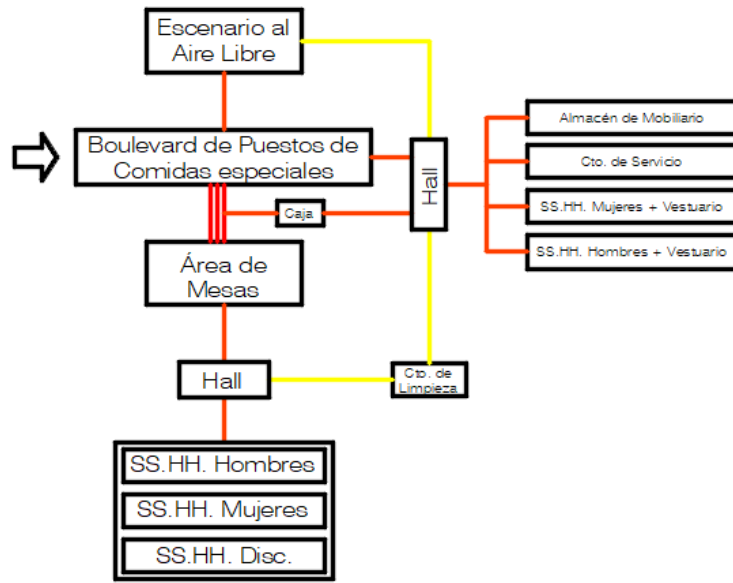 Escenario al
Aire Libre
Boulevard de Puestos de
Comidas especiales
Hall
Almacén de Mobiliario
Cto. de Servicio
SS.HH. Mujeres + Vestuario
SS.HH. Hombres + Vestuario
Caja
Área de
Mesas
Hall
Cto. de
Limpieza
SS.HH. Hombres
SS.HH. Mujeres
SS.HH. Disc.